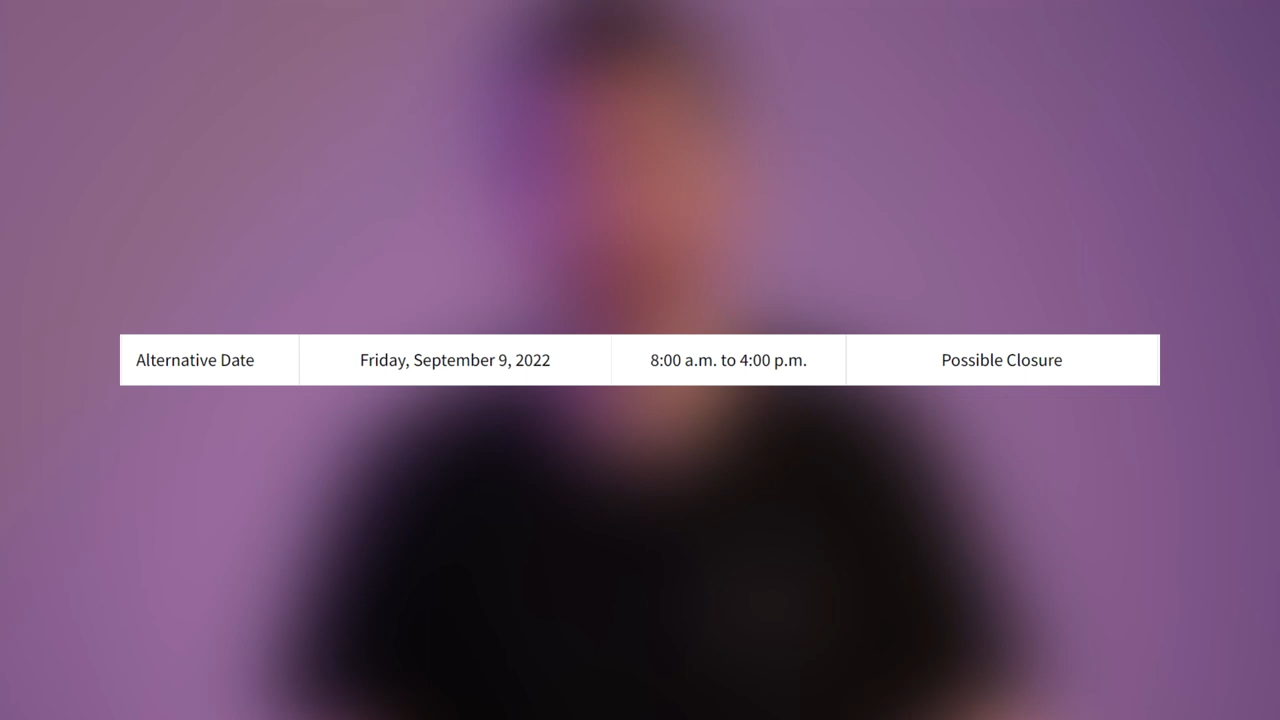 Alternative Date Friday, September 9, 2022 8:00 a.m. to 4:00 p.m. Possible Closure